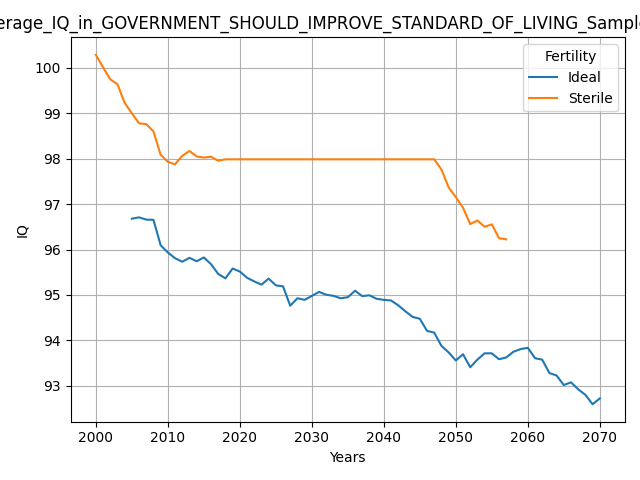 erage_IQ_in_GOVERNMENT_SHOULD_IMPROVE_STANDARD_OF_LIVING_Sample
Fertility
Ideal
Sterile
100
99
98
97
96
95
94
93
IQ
2000 2010 2020 2030 2040 2050 2060 2070
Years